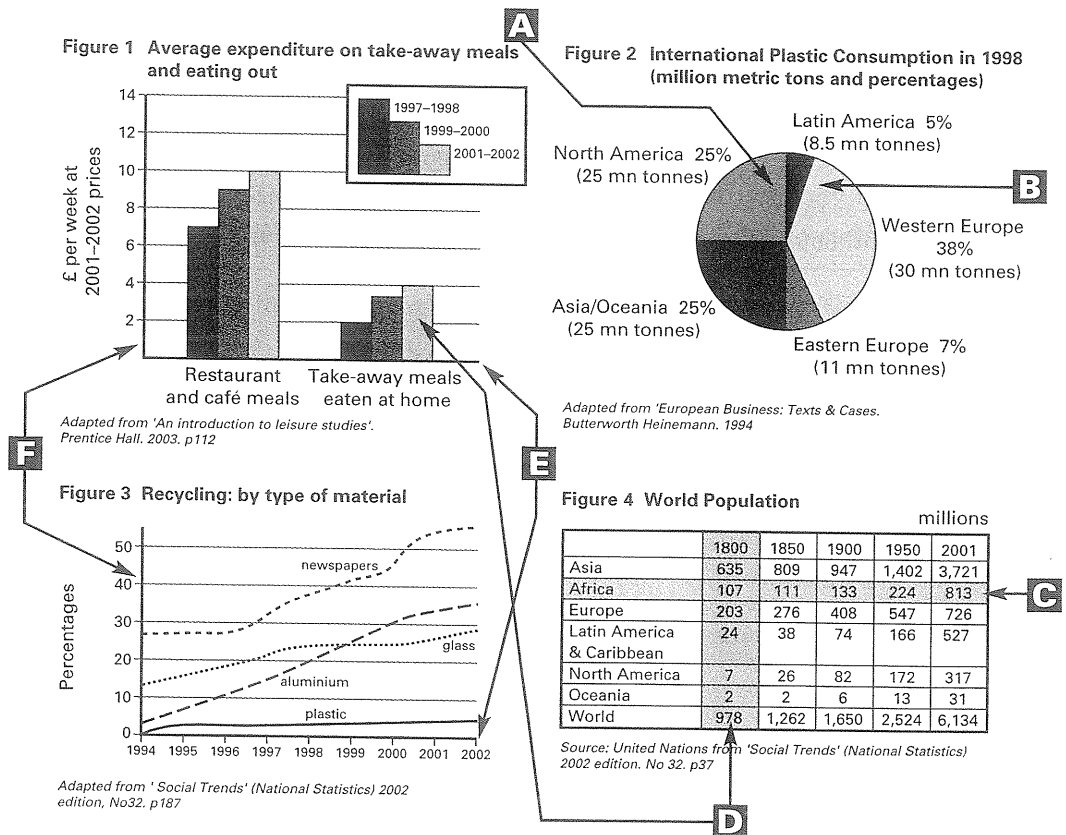 A
Figure 1 Average expenditure on take-away meals
and eating out
£ per week at
2001–2002 prices
14
12
10
8
6
4
2
1997–1998
1999–2000
2001–2002
Restaurant
and café meals
Take-away meals
eaten at home
Adapted from 'An introduction to leisure studies'.
Prentice Hall. 2003. p112
Figure 2 International Plastic Consumption in 1998
(million metric tons and percentages)
Latin America 5%
(8.5 mn tonnes)
North America 25%
(25 mn tonnes)
B
Western Europe
38%
(30 mn tonnes)
Asia/Oceania 25%
(25 mn tonnes)
Eastern Europe 7%
(11 mn tonnes)
Adapted from 'European Business: Texts & Cases.
Butterworth Heinemann. 1994
F
E
Figure 3 Recycling: by type of material
Percentages
50
40
30
20
10
0
newspapers
glass
aluminium
plastic
1994 1995 1996 1997 1998 1999 2000 2001 2002
Adapted from ' Social Trends' (National Statistics) 2002
edition, No32. p187
Figure 4 World Population
millions
1800 1850 1900 1950 2001
Asia 635 809 947 1,402 3,721
Africa 107 111 133 224 813
Europe 203 276 408 547 726
Latin America 24 38 74 166 527
& Caribbean
North America 7 26 82 172 317
Oceania 2 2 6 13 31
World 978 1,262 1,650 2,524 6,134
C
Source: United Nations from 'Social Trends' (National Statistics)
2002 edition. No 32. p37
D